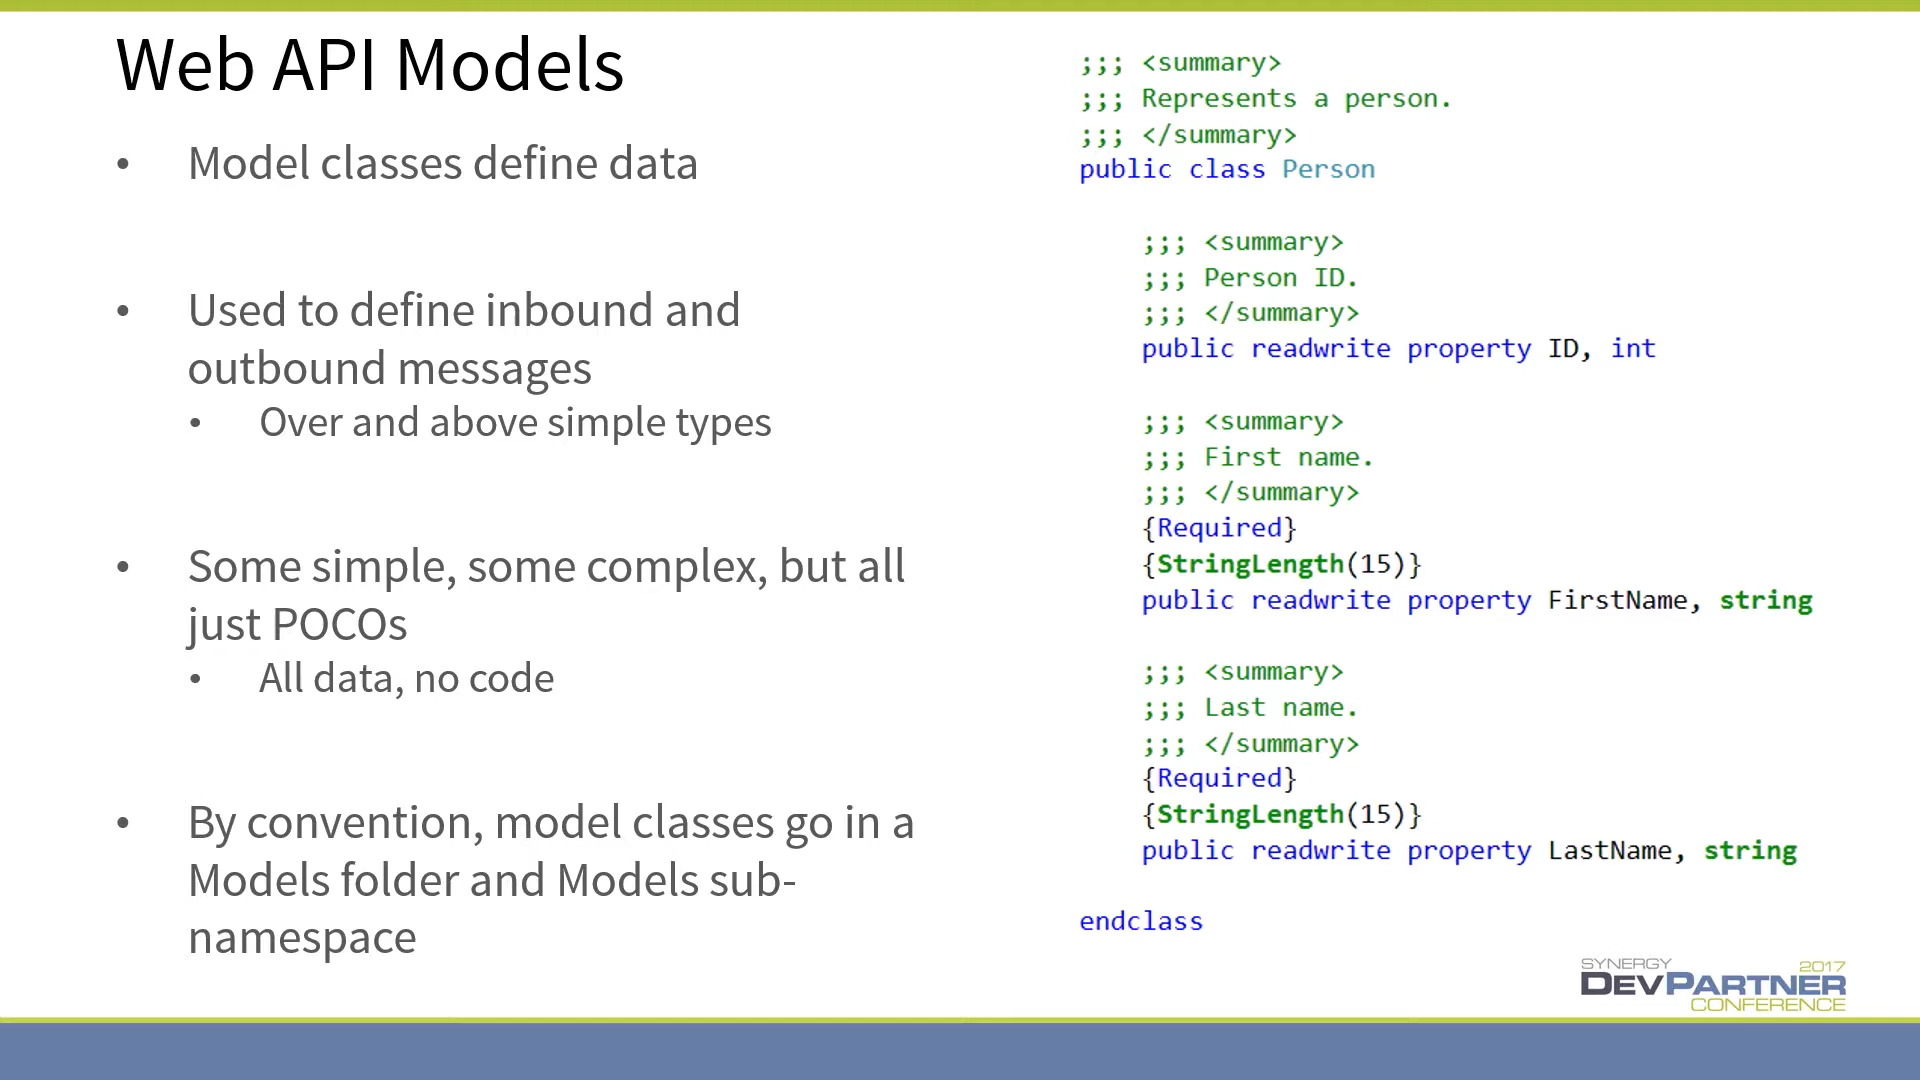 Web API Models
• Model classes define data
• Used to define inbound and
outbound messages
• Over and above simple types
• Some simple, some complex, but all
just POCOs
• All data, no code
• By convention, model classes go in a
Models folder and Models sub-
namespace
;;; <summary>
;;; Represents a person.
;;; </summary>
public class Person
;;; <summary>
;;; Person ID.
;;; </summary>
public readwrite property ID, int
;;; <summary>
;;; First name.
;;; </summary>
{Required}
{StringLength(15)}
public readwrite property FirstName, string
;;; <summary>
;;; Last name.
;;; </summary>
{Required}
{StringLength(15)}
public readwrite property LastName, string
endclass
SYNERGY 2017
DEVPARTNER
CONFERENCE